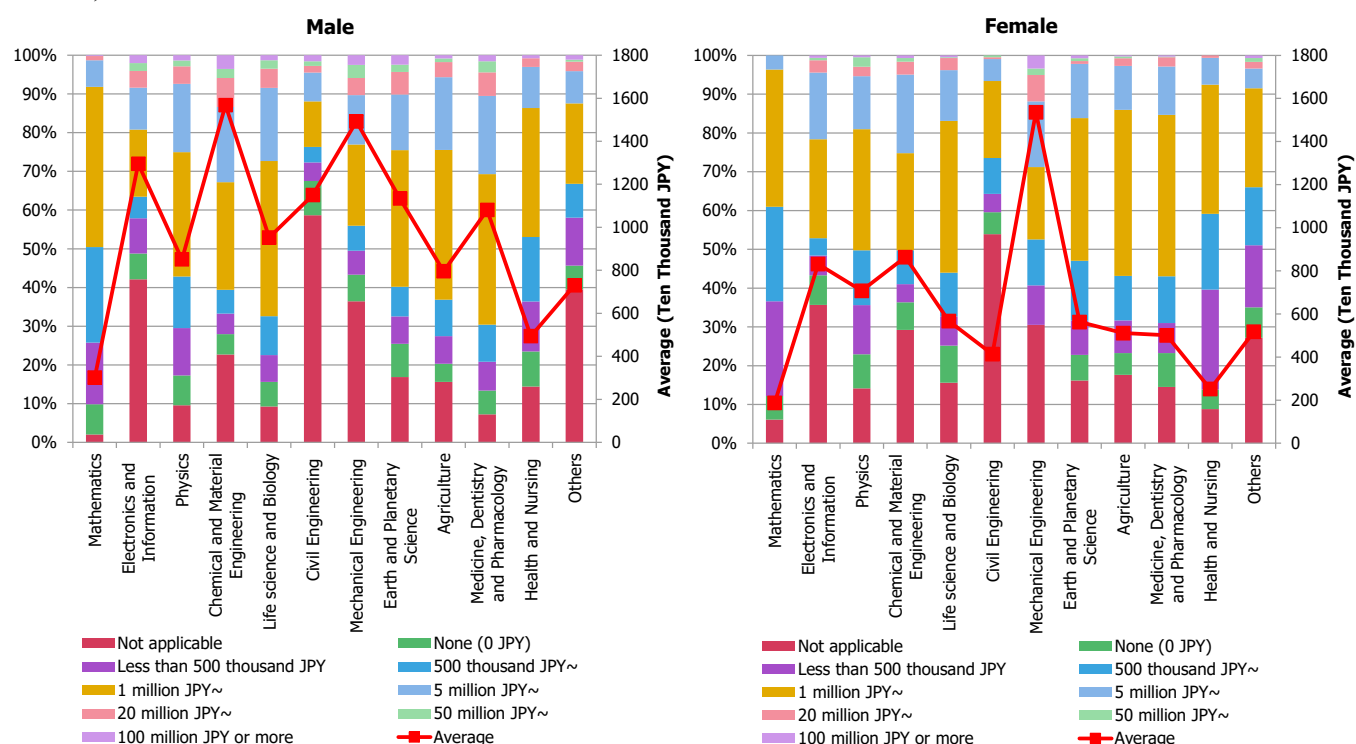 Male
100%
90%
80%
70%
60%
50%
40%
30%
20%
10%
0%
1800
1600
1400
1200
1000
800
600
400
200
0
Average (Ten Thousand JPY)
Mathematics
Electronics and
Information
Physics
Chemical and Material
Engineering
Life science and Biology
Civil Engineering
Mechanical Engineering
Earth and Planetary
Science
Agriculture
Medicine, Dentistry
and Pharmacology
Health and Nursing
Others
Not applicable
None (0 JPY)
Less than 500 thousand JPY
500 thousand JPY~
1 million JPY~
5 million JPY~
20 million JPY~
50 million JPY~
100 million JPY or more
Average
Female
100%
90%
80%
70%
60%
50%
40%
30%
20%
10%
0%
1800
1600
1400
1200
1000
800
600
400
200
0
Average (Ten Thousand JPY)
Mathematics
Electronics and
Information
Physics
Chemical and Material
Engineering
Life science and Biology
Civil Engineering
Mechanical Engineering
Earth and Planetary
Science
Agriculture
Medicine, Dentistry
and Pharmacology
Health and Nursing
Others
Not applicable
None (0 JPY)
Less than 500 thousand JPY
500 thousand JPY~
1 million JPY~
5 million JPY~
20 million JPY~
50 million JPY~
100 million JPY or more
Average